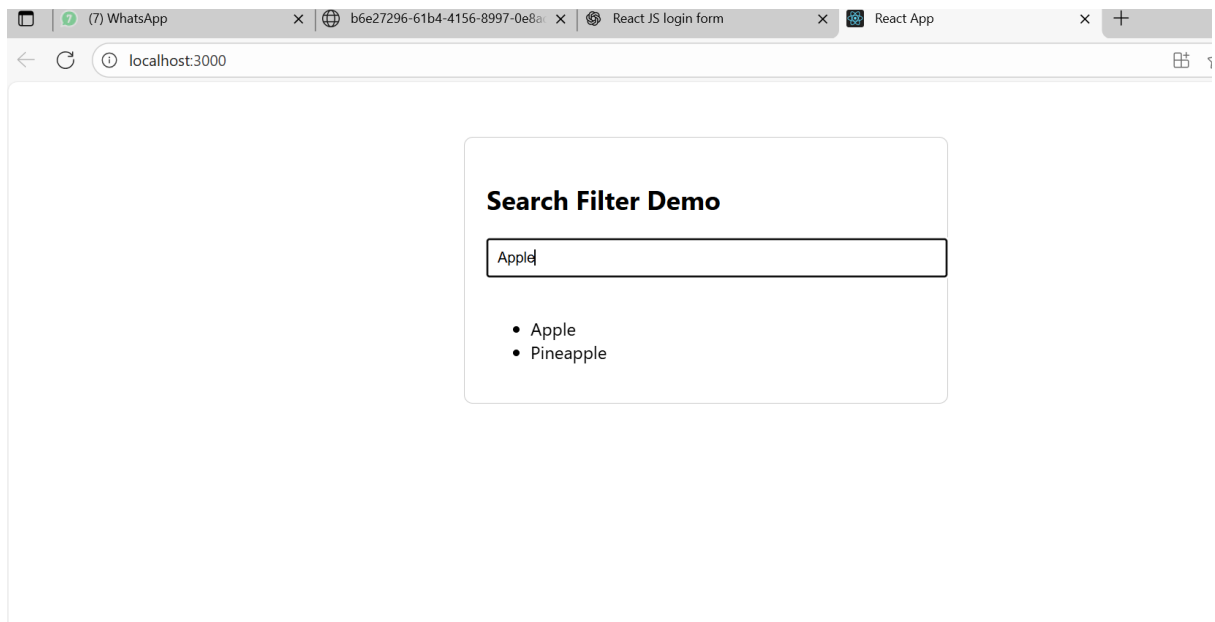 7 (7) WhatsApp b6e27296-61b4-4156-8997-0e8a React JS login form React App
localhost:3000
Search Filter Demo
Apple
Apple
Pineapple